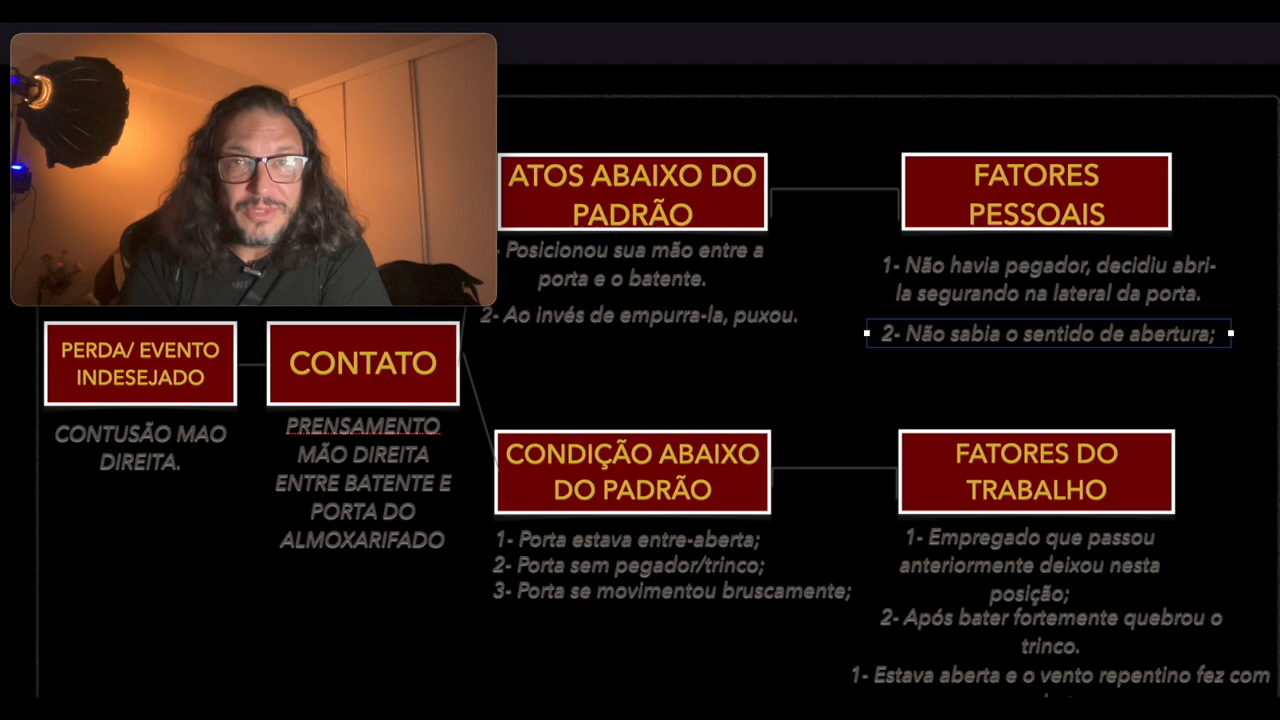 ATOS ABAIXO DO
PADRÃO
- Posicionou sua mão entre a
porta e o batente.
2- Ao invés de empurra-la, puxou.
FATORES
PESSOAIS
1- Não havia pegador, decidiu abri-
la segurando na lateral da porta.
2- Não sabia o sentido de abertura;
PERDA/ EVENTO
INDESEJADO
CONTUSÃO MAO
DIREITA.
CONTATO
PRENSAMENTO
MÃO DIREITA
ENTRE BATENTE E
PORTA DO
ALMOXARIFADO
CONDIÇÃO ABAIXO
DO PADRÃO
1- Porta estava entre-aberta;
2- Porta sem pegador/trinco;
3- Porta se movimentou bruscamente;
FATORES DO
TRABALHO
1- Empregado que passou
anteriormente deixou nesta
posição;
2- Após bater fortemente quebrou o
trinco.
1- Estava aberta e o vento repentino fez com